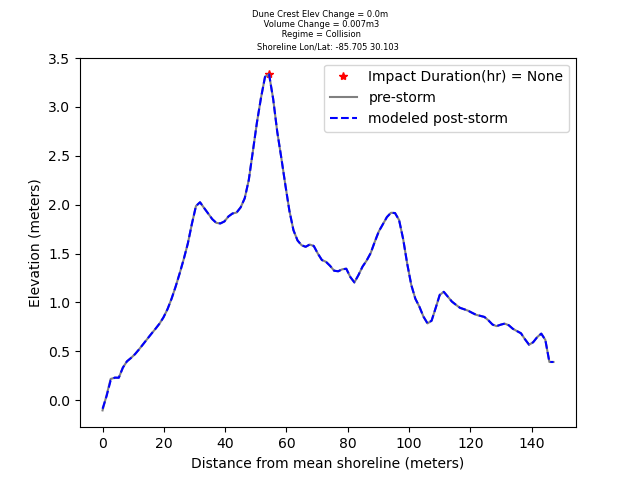 Dune Crest Elev Change = 0.0m
Volume Change = 0.007m3
Regime = Collision
Shoreline Lon/Lat: -85.705 30.103
Impact Duration(hr) = None
pre-storm
modeled post-storm
Elevation (meters)
3.5
3.0
2.5
2.0
1.5
1.0
0.5
0.0
0 20 40 60 80 100 120 140
Distance from mean shoreline (meters)